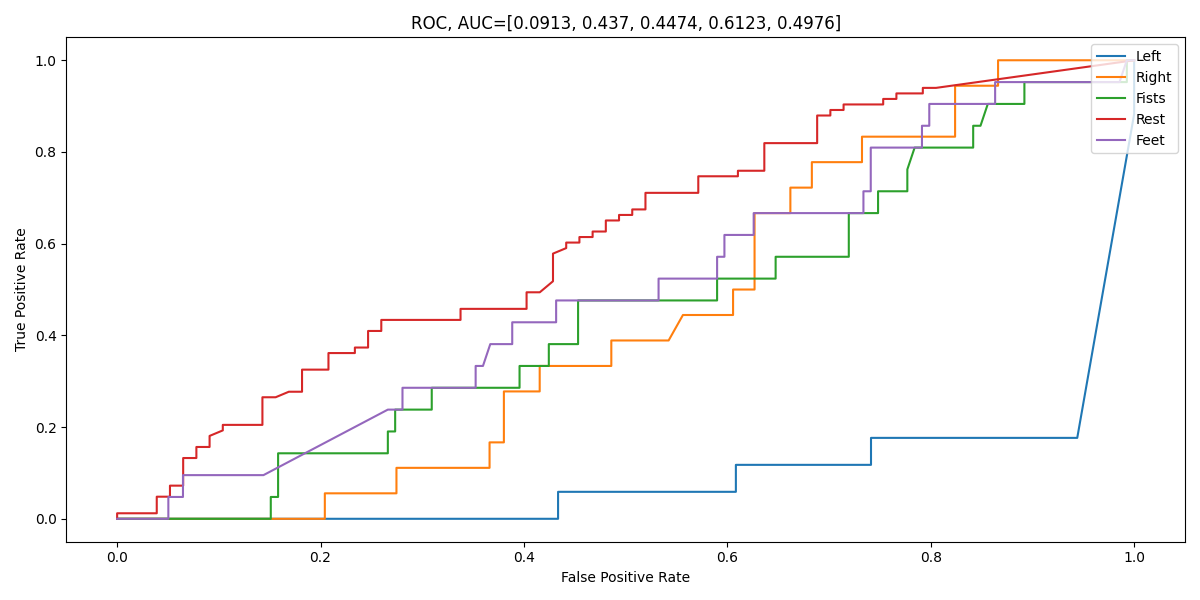 ROC, AUC=[0.0913, 0.437, 0.4474, 0.6123, 0.4976]
Left
Right
Fists
Rest
Feet
True Positive Rate
1.0
0.8
0.6
0.4
0.2
0.0
0.0 0.2 0.4 0.6 0.8 1.0
False Positive Rate